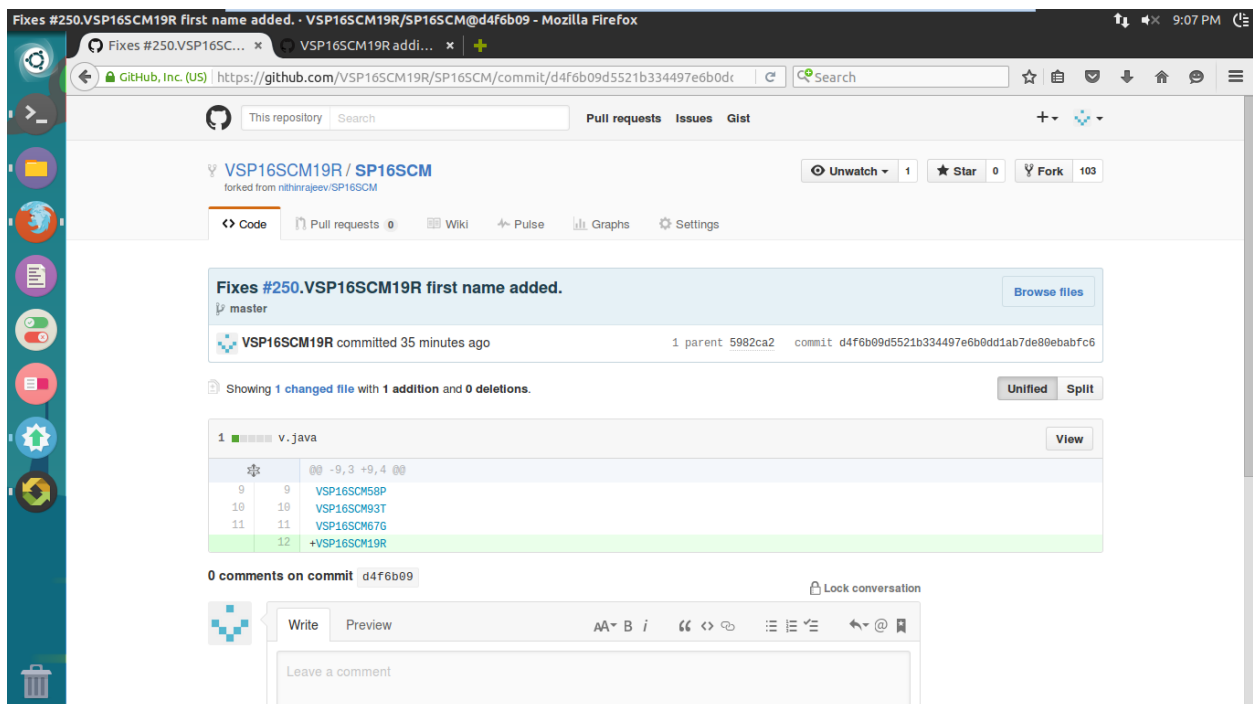 Fixes #250.VSP16SCM19R first name added. · VSP16SCM19R/SP16SCM@d4f6b09 - Mozilla Firefox 9:07 PM
Fixes #250.VSP16SC... × VSP16SCM19R addi... ×
GitHub, Inc. (US) https://github.com/VSP16SCM19R/SP16SCM/commit/d4f6b09d5521b334497e6b0dc Search
This repository Search Pull requests Issues Gist
VSP16SCM19R / SP16SCM Unwatch 1 Star 0 Fork 103
forked from nithinrajeev/SP16SCM
Code Pull requests 0 Wiki Pulse Graphs Settings
Fixes #250.VSP16SCM19R first name added.
Browse files
master
VSP16SCM19R committed 35 minutes ago 1 parent 5982ca2 commit d4f6b09d5521b334497e6b0dd1ab7de80ebabfc6
Showing 1 changed file with 1 addition and 0 deletions. Unified Split
1 v.java View
@@ -9,3 +9,4 @@
9 9 VSP16SCM58P
10 10 VSP16SCM93T
11 11 VSP16SCM67G
12 +VSP16SCM19R
0 comments on commit d4f6b09
Lock conversation
Write Preview AA B i
Leave a comment